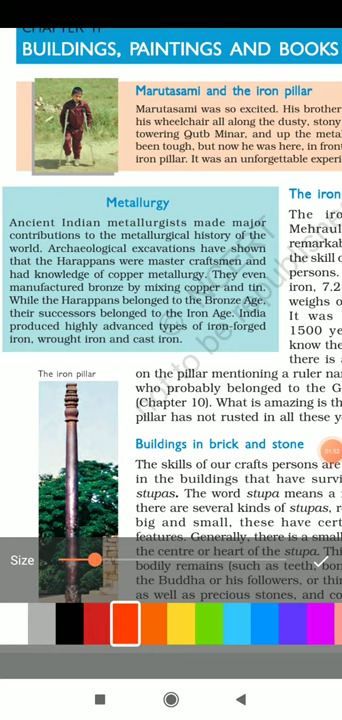 CHAPTER 11
BUILDINGS, PAINTINGS AND BOOKS
Marutasami and the iron pillar
Marutasami was so excited. His brother
his wheelchair all along the dusty, stony
towering Qutb Minar, and up the metal
been tough, but now he was here, in front
iron pillar. It was an unforgettable experi
Metallurgy
Ancient Indian metallurgists made major
contributions to the metallurgical history of the
world. Archaeological excavations have shown
that the Harappans were master craftsmen and
had knowledge of copper metallurgy. They even
manufactured bronze by mixing copper and tin.
While the Harappans belonged to the Bronze Age,
their successors belonged to the Iron Age. India
produced highly advanced types of iron-forged
iron, wrought iron and cast iron.
The iron
The iro
Mehraul
remarkab
the skill o
persons.
iron, 7.2
weighs o
It was
1500 ye
know the
there is a
on the pillar mentioning a ruler nam
who probably belonged to the G
(Chapter 10). What is amazing is th
pillar has not rusted in all these y
The iron pillar
Buildings in brick and stone
The skills of our crafts persons are
in the buildings that have survi
stupas. The word stupa means a
there are several kinds of stupas, r
big and small, these have cert
features. Generally, there is a small
the centre or heart of the stupa. Thi
bodily remains (such as teeth, bon
the Buddha or his followers, or thin
as well as precious stones, and co
01:52
Size
not to be republished